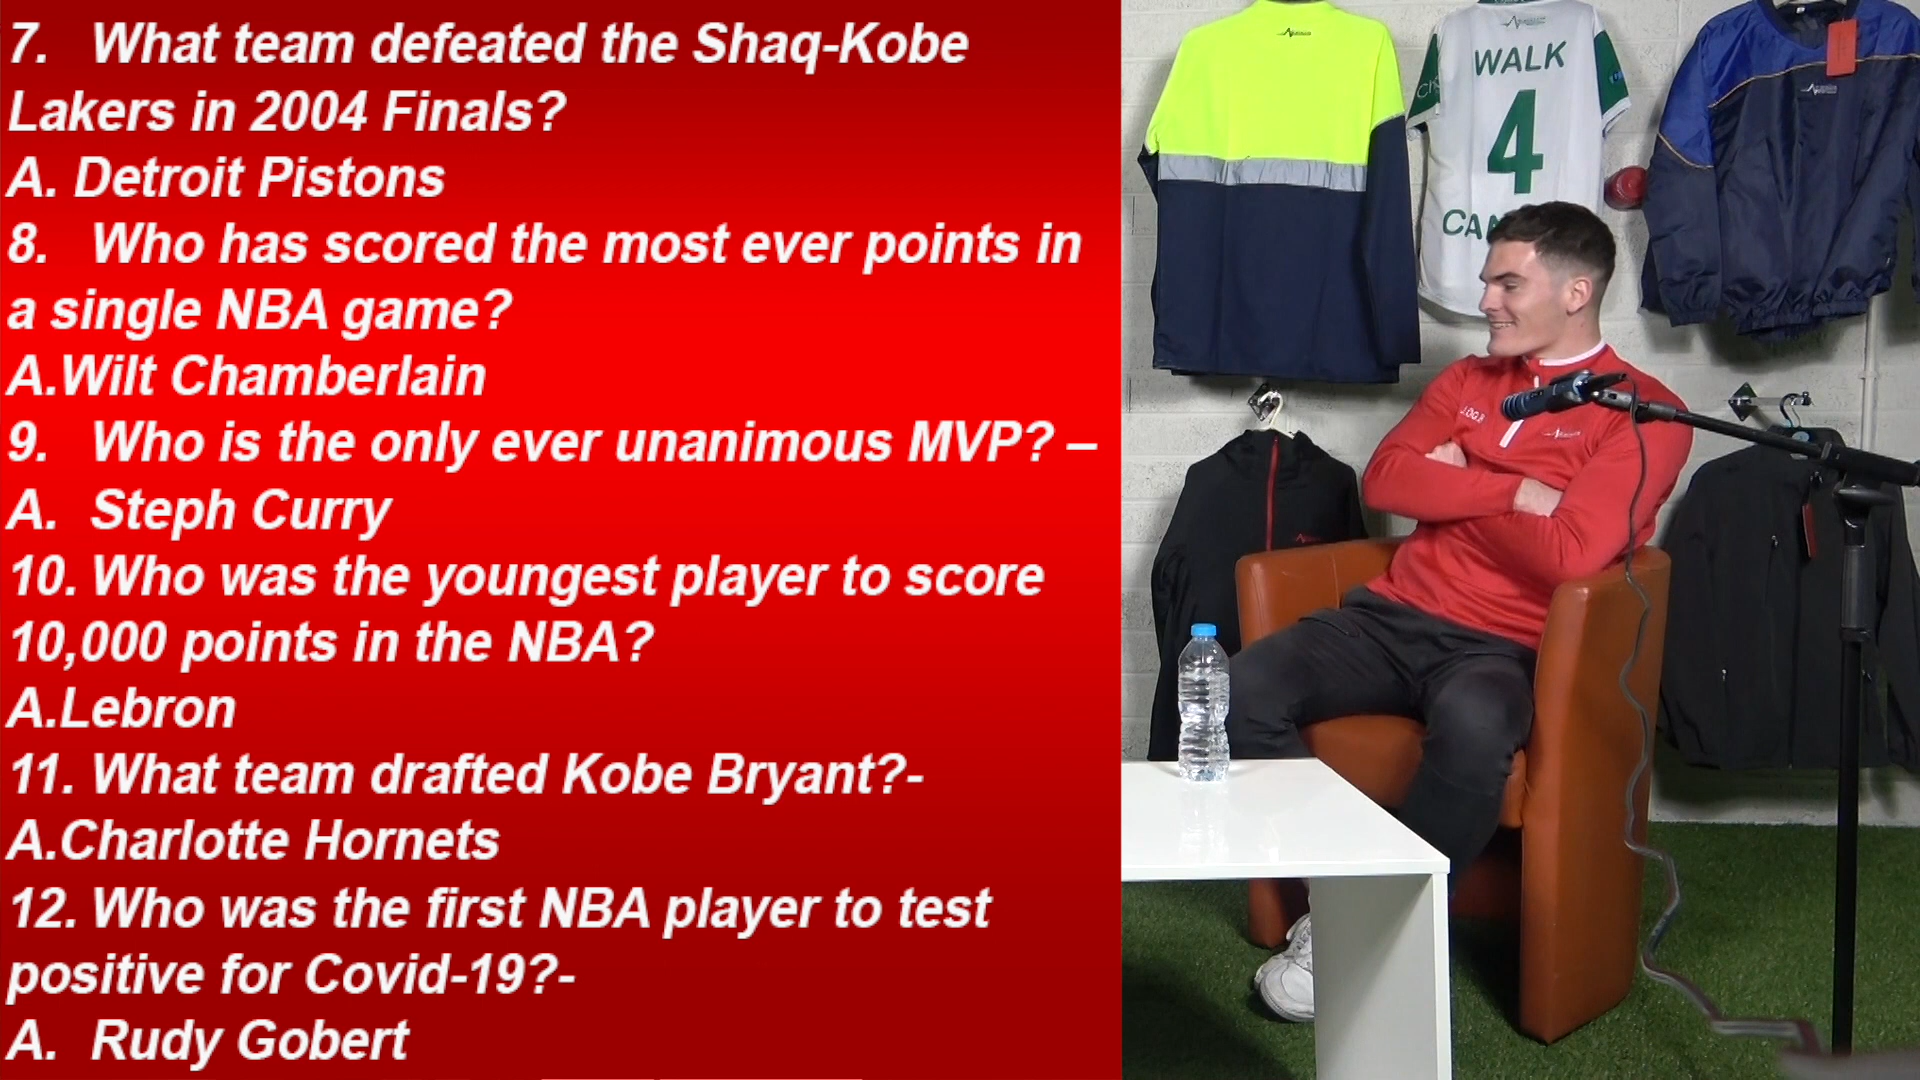 7. What team defeated the Shaq-Kobe
Lakers in 2004 Finals?
A. Detroit Pistons
8. Who has scored the most ever points in
a single NBA game?
A.Wilt Chamberlain
9. Who is the only ever unanimous MVP? –
A. Steph Curry
10. Who was the youngest player to score
10,000 points in the NBA?
A.Lebron
11. What team drafted Kobe Bryant?-
A.Charlotte Hornets
12. Who was the first NBA player to test
positive for Covid-19?-
A. Rudy Gobert
WALK
4